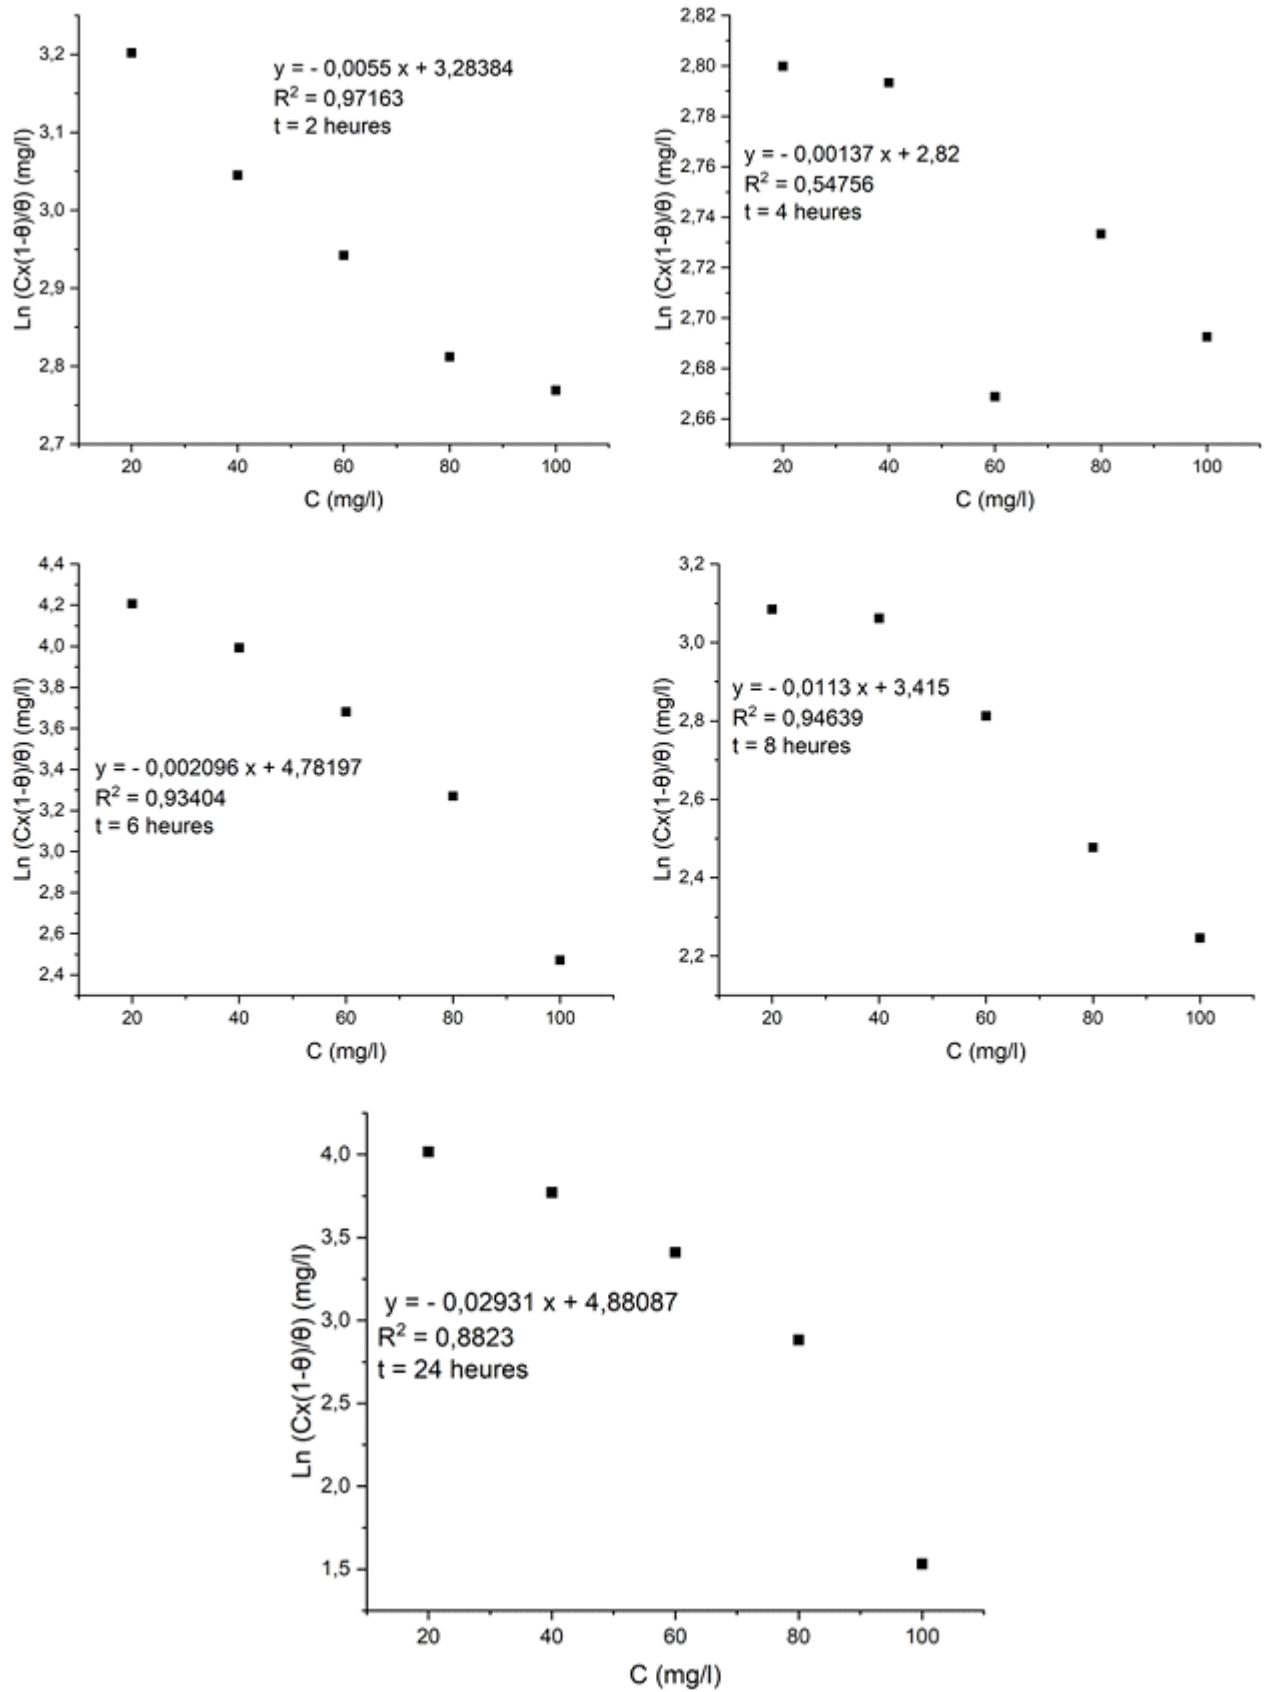 3,2
3,1
3,0
2,9
2,8
2,7
Ln (Cx(1-θ)/θ) (mg/l)
y = - 0,0055 x + 3,28384
R² = 0,97163
t = 2 heures
20 40 60 80 100
C (mg/l)
2,82
2,80
2,78
2,76
2,74
2,72
2,70
2,68
2,66
Ln (Cx(1-θ)/θ) (mg/l)
y = - 0,00137 x + 2,82
R² = 0,54756
t = 4 heures
20 40 60 80 100
C (mg/l)
4,4
4,2
4,0
3,8
3,6
3,4
3,2
3,0
2,8
2,6
2,4
Ln (Cx(1-θ)/θ) (mg/l)
y = - 0,002096 x + 4,78197
R² = 0,93404
t = 6 heures
20 40 60 80 100
C (mg/l)
3,2
3,0
2,8
2,6
2,4
2,2
Ln (Cx(1-θ)/θ) (mg/l)
y = - 0,0113 x + 3,415
R² = 0,94639
t = 8 heures
20 40 60 80 100
C (mg/l)
4,0
3,5
3,0
2,5
2,0
1,5
Ln (Cx(1-θ)/θ) (mg/l)
y = - 0,02931 x + 4,88087
R² = 0,8823
t = 24 heures
20 40 60 80 100
C (mg/l)